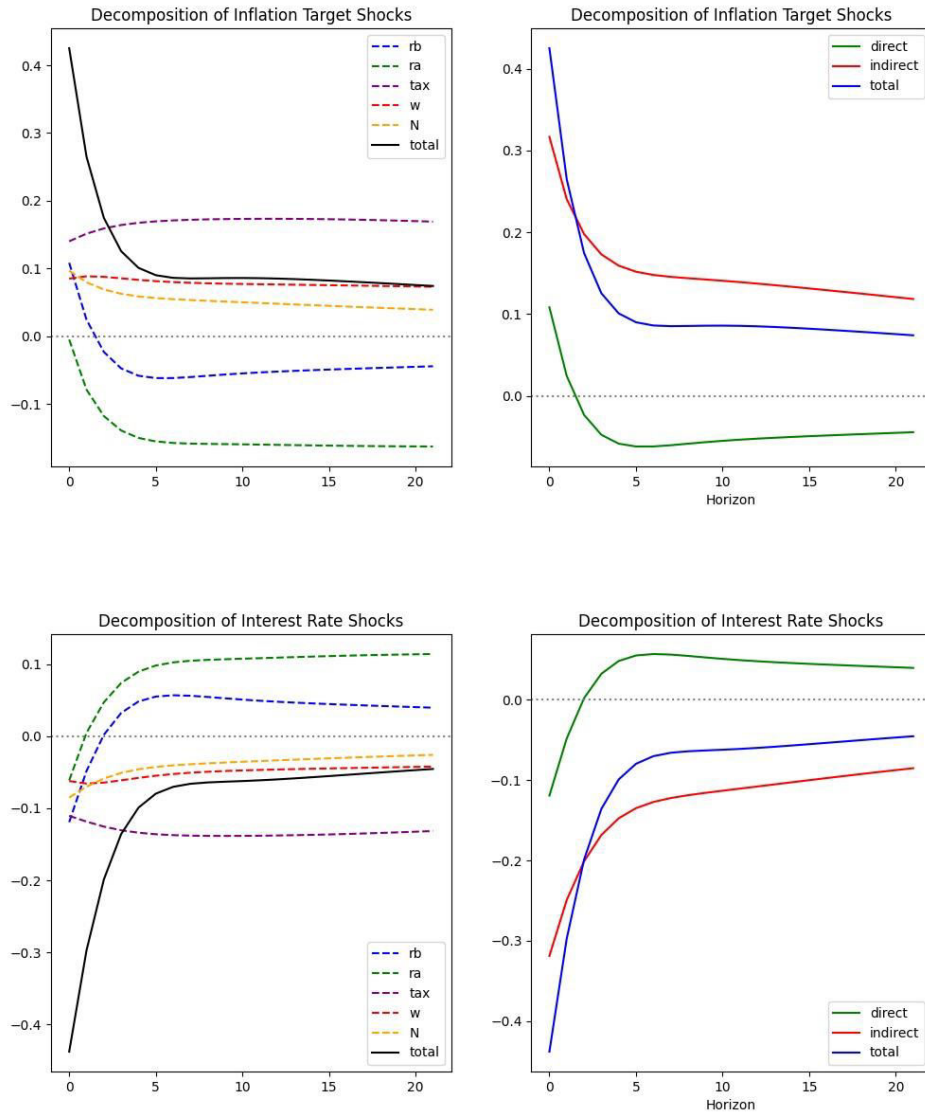 Decomposition of Inflation Target Shocks
0.4
0.3
0.2
0.1
0.0
−0.1
0
5
10
15
20
rb
ra
tax
w
N
total
Decomposition of Inflation Target Shocks
0.4
0.3
0.2
0.1
0.0
0
5
10
15
20
Horizon
direct
indirect
total
Decomposition of Interest Rate Shocks
0.1
0.0
−0.1
−0.2
−0.3
−0.4
0
5
10
15
20
rb
ra
tax
w
N
total
Decomposition of Interest Rate Shocks
0.0
−0.1
−0.2
−0.3
−0.4
0
5
10
15
20
Horizon
direct
indirect
total